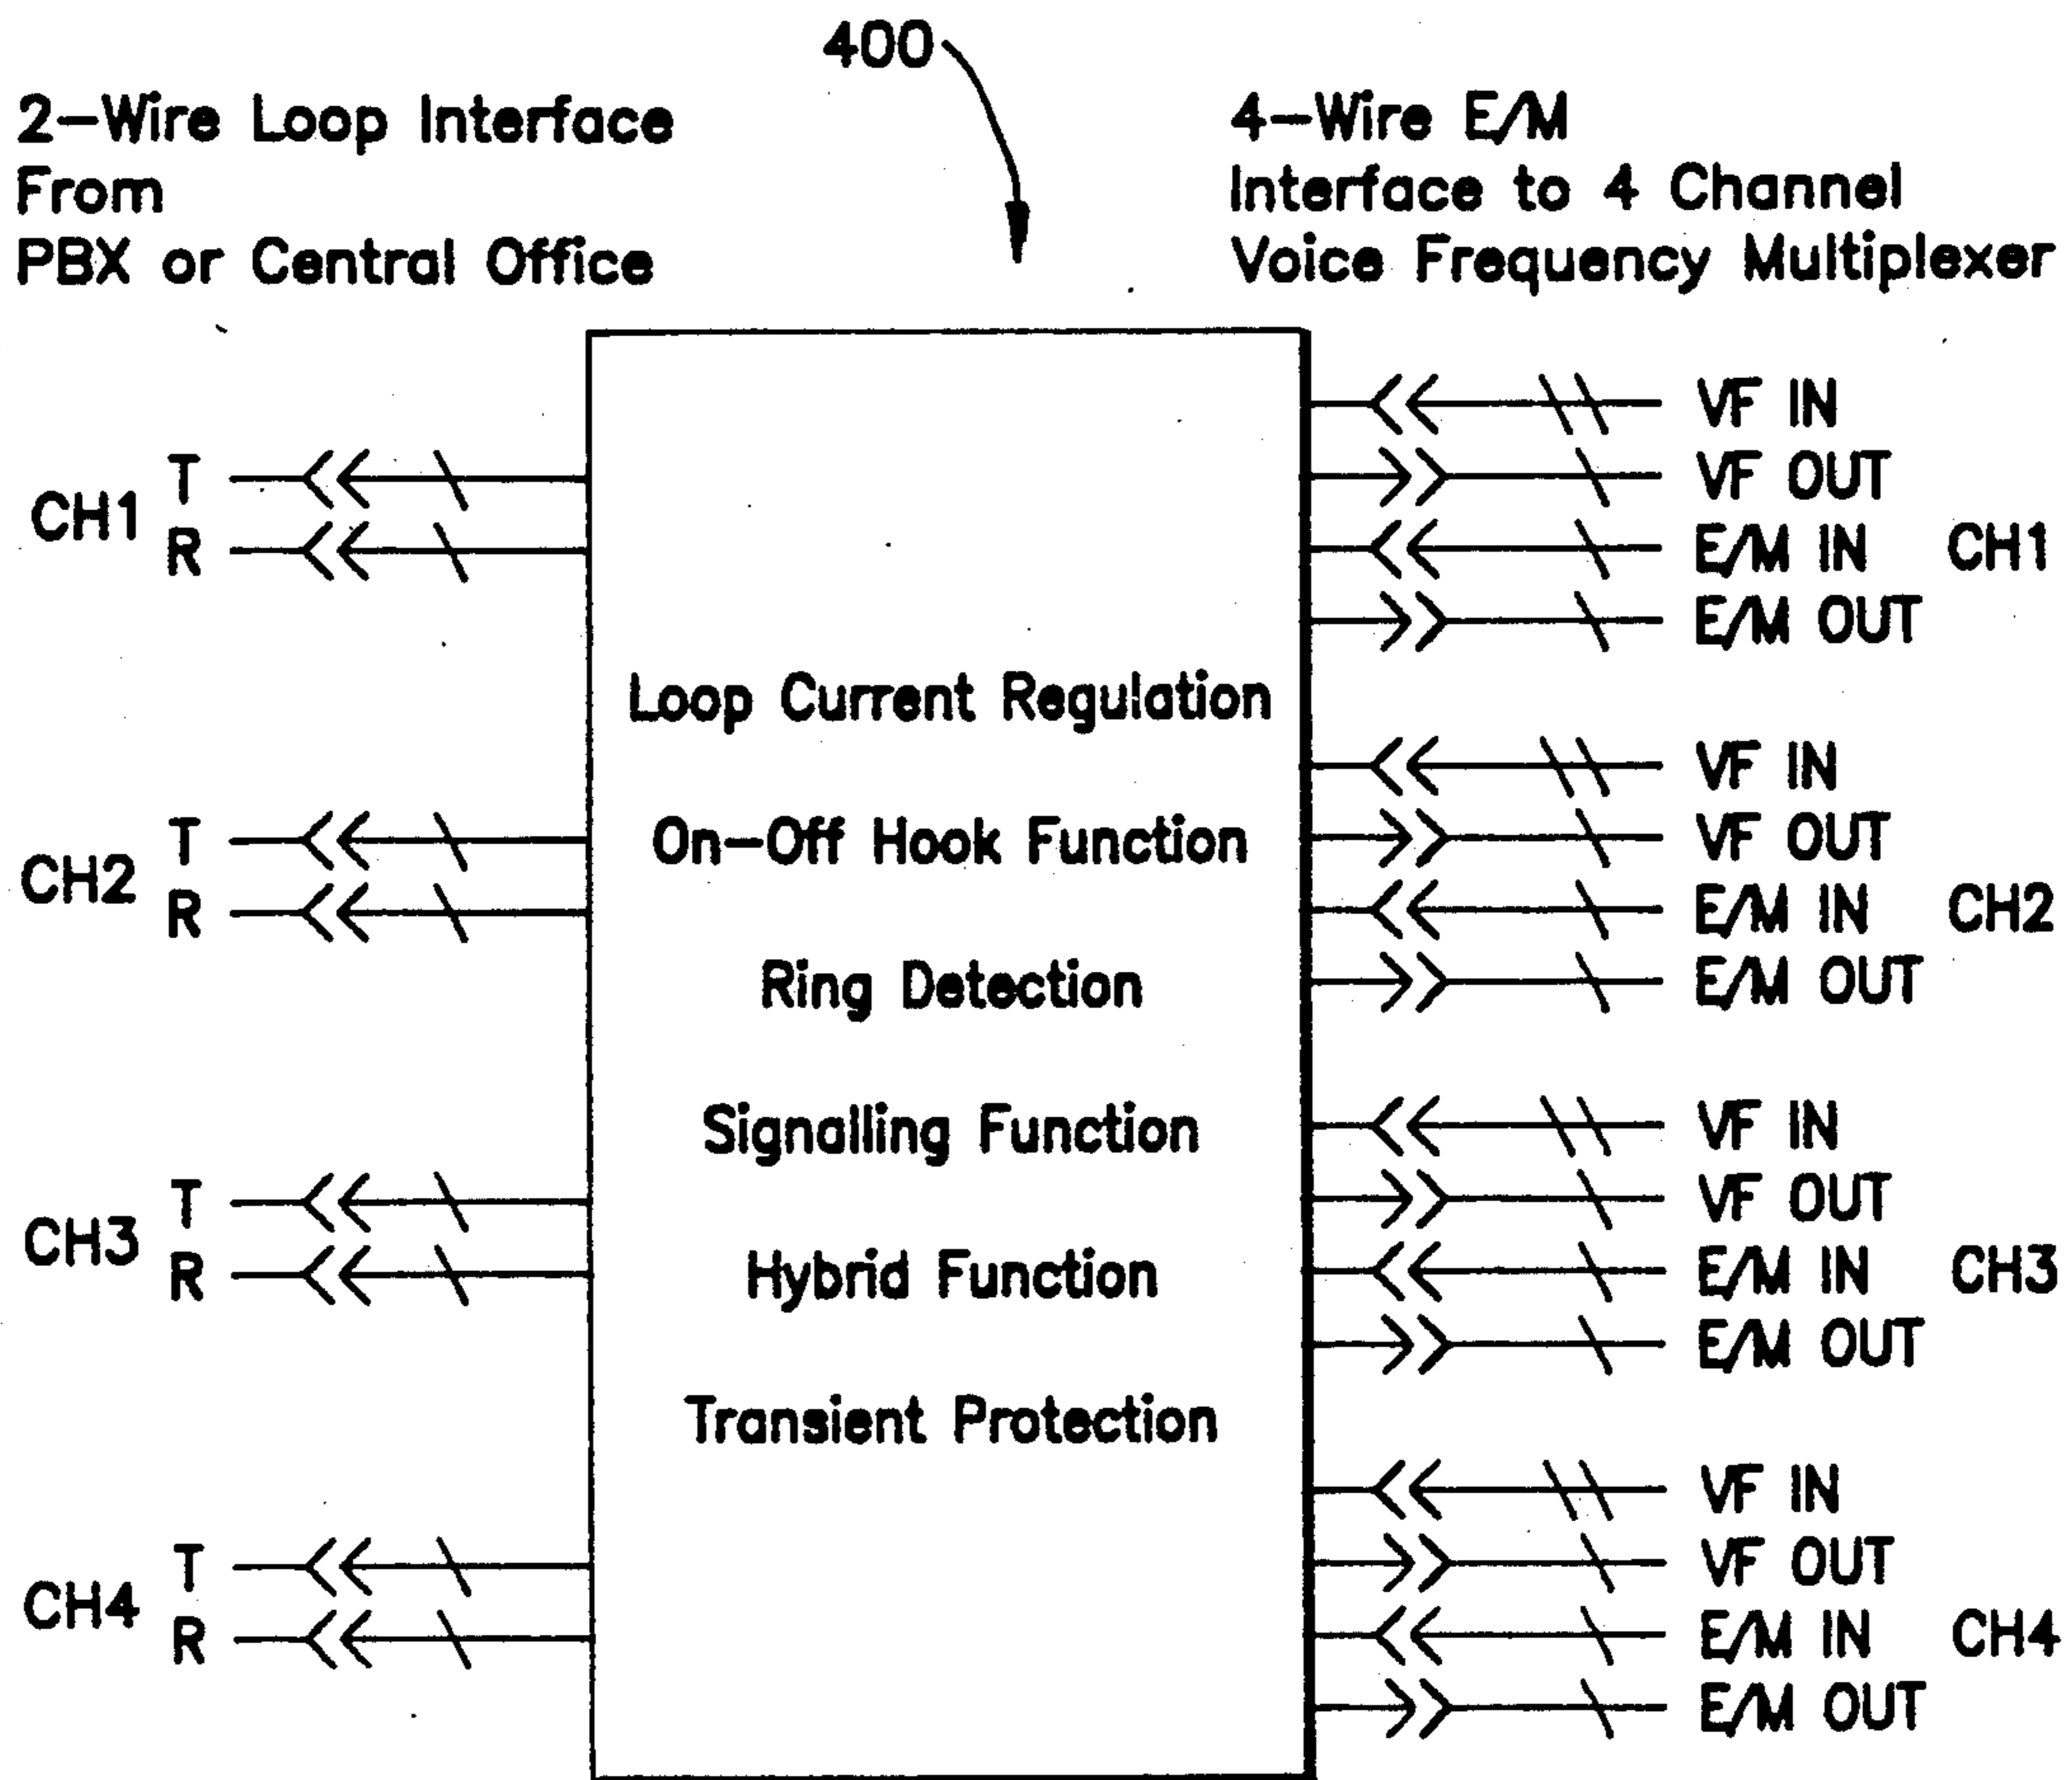 400
2-Wire Loop Interface
From
PBX or Central Office
4-Wire E/M
Interface to 4 Channel
Voice Frequency Multiplexer
CH1
T
R
CH2
T
R
CH3
T
R
CH4
T
R
Loop Current Regulation
On-Off Hook Function
Ring Detection
Signalling Function
Hybrid Function
Transient Protection
VF IN
VF OUT
E/M IN CH1
E/M OUT
VF IN
VF OUT
E/M IN CH2
E/M OUT
VF IN
VF OUT
E/M IN CH3
E/M OUT
VF IN
VF OUT
E/M IN CH4
E/M OUT